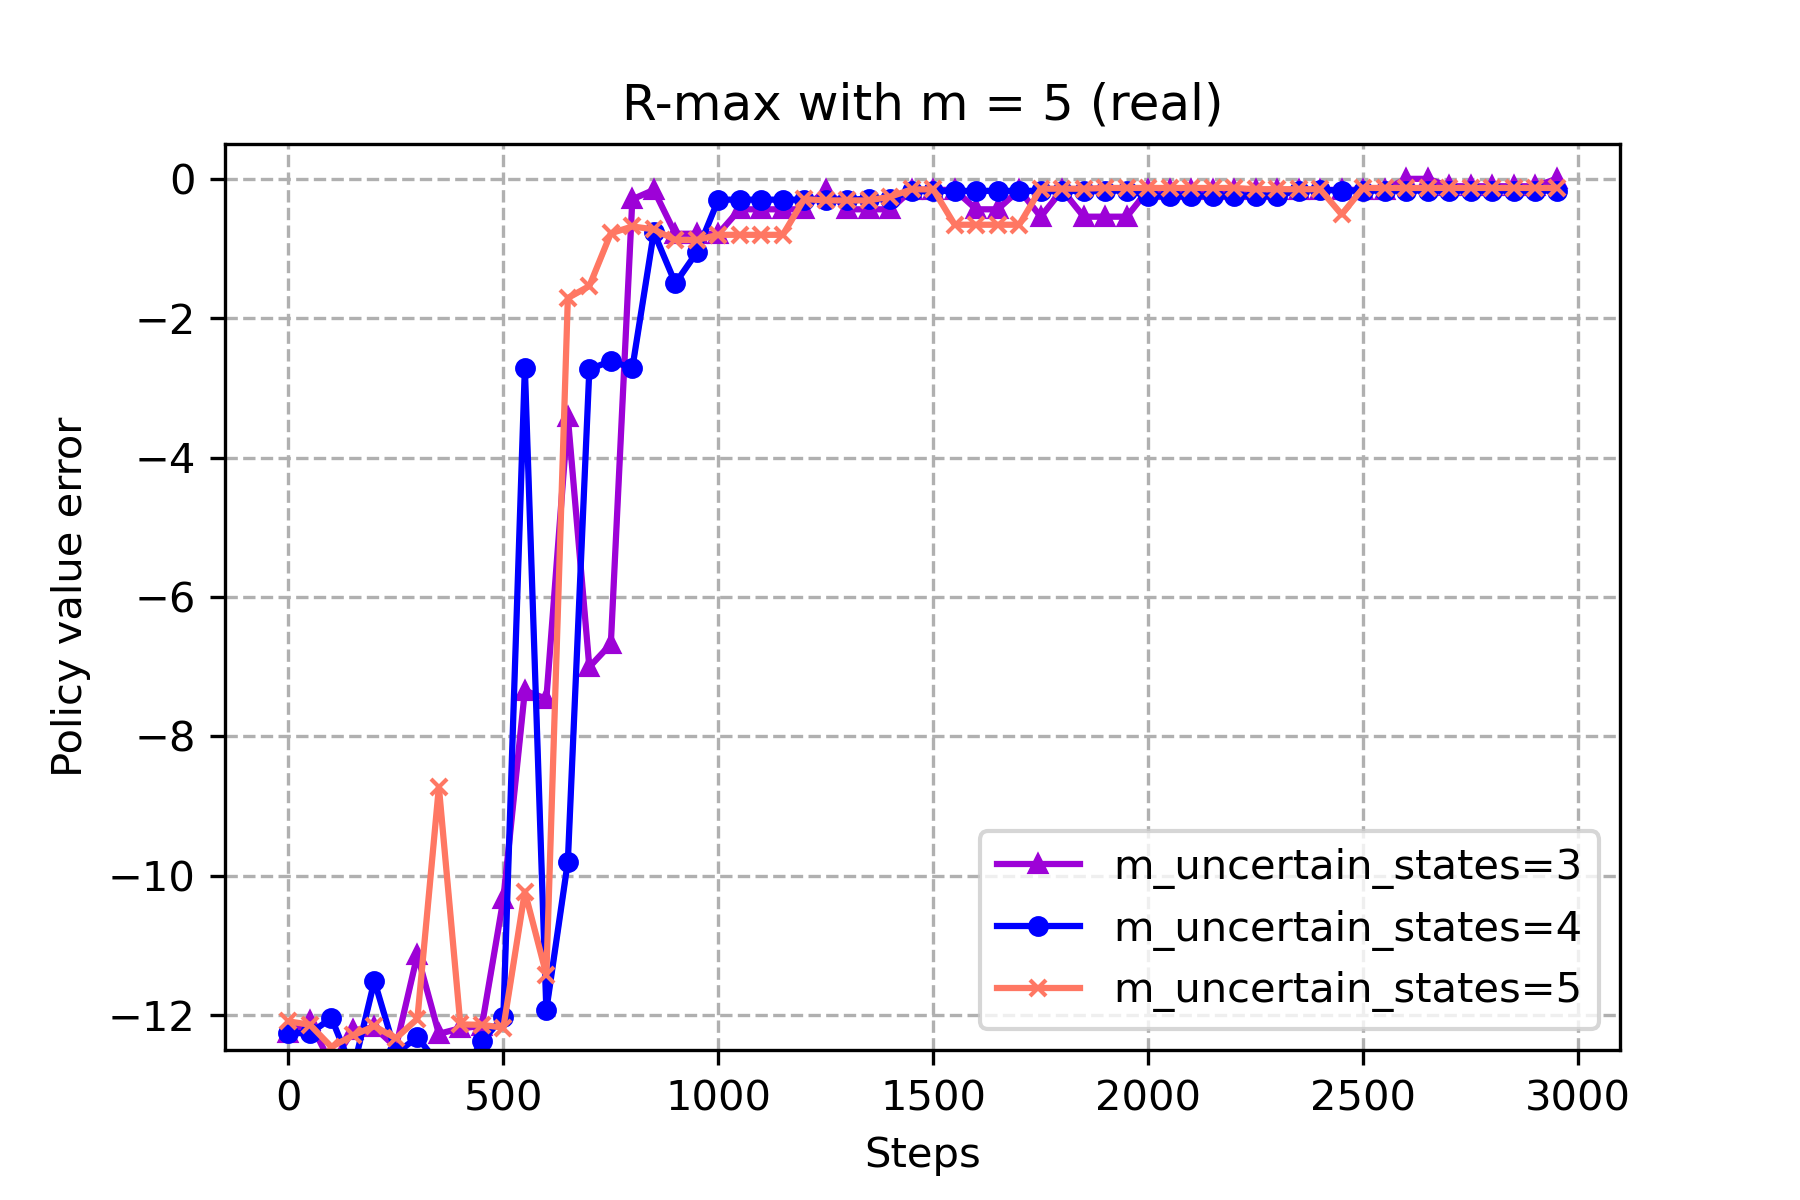 R-max with m = 5 (real)
Policy value error
0
−2
−4
−6
−8
−10
−12
0 500 1000 1500 2000 2500 3000
Steps
m_uncertain_states=3
m_uncertain_states=4
m_uncertain_states=5